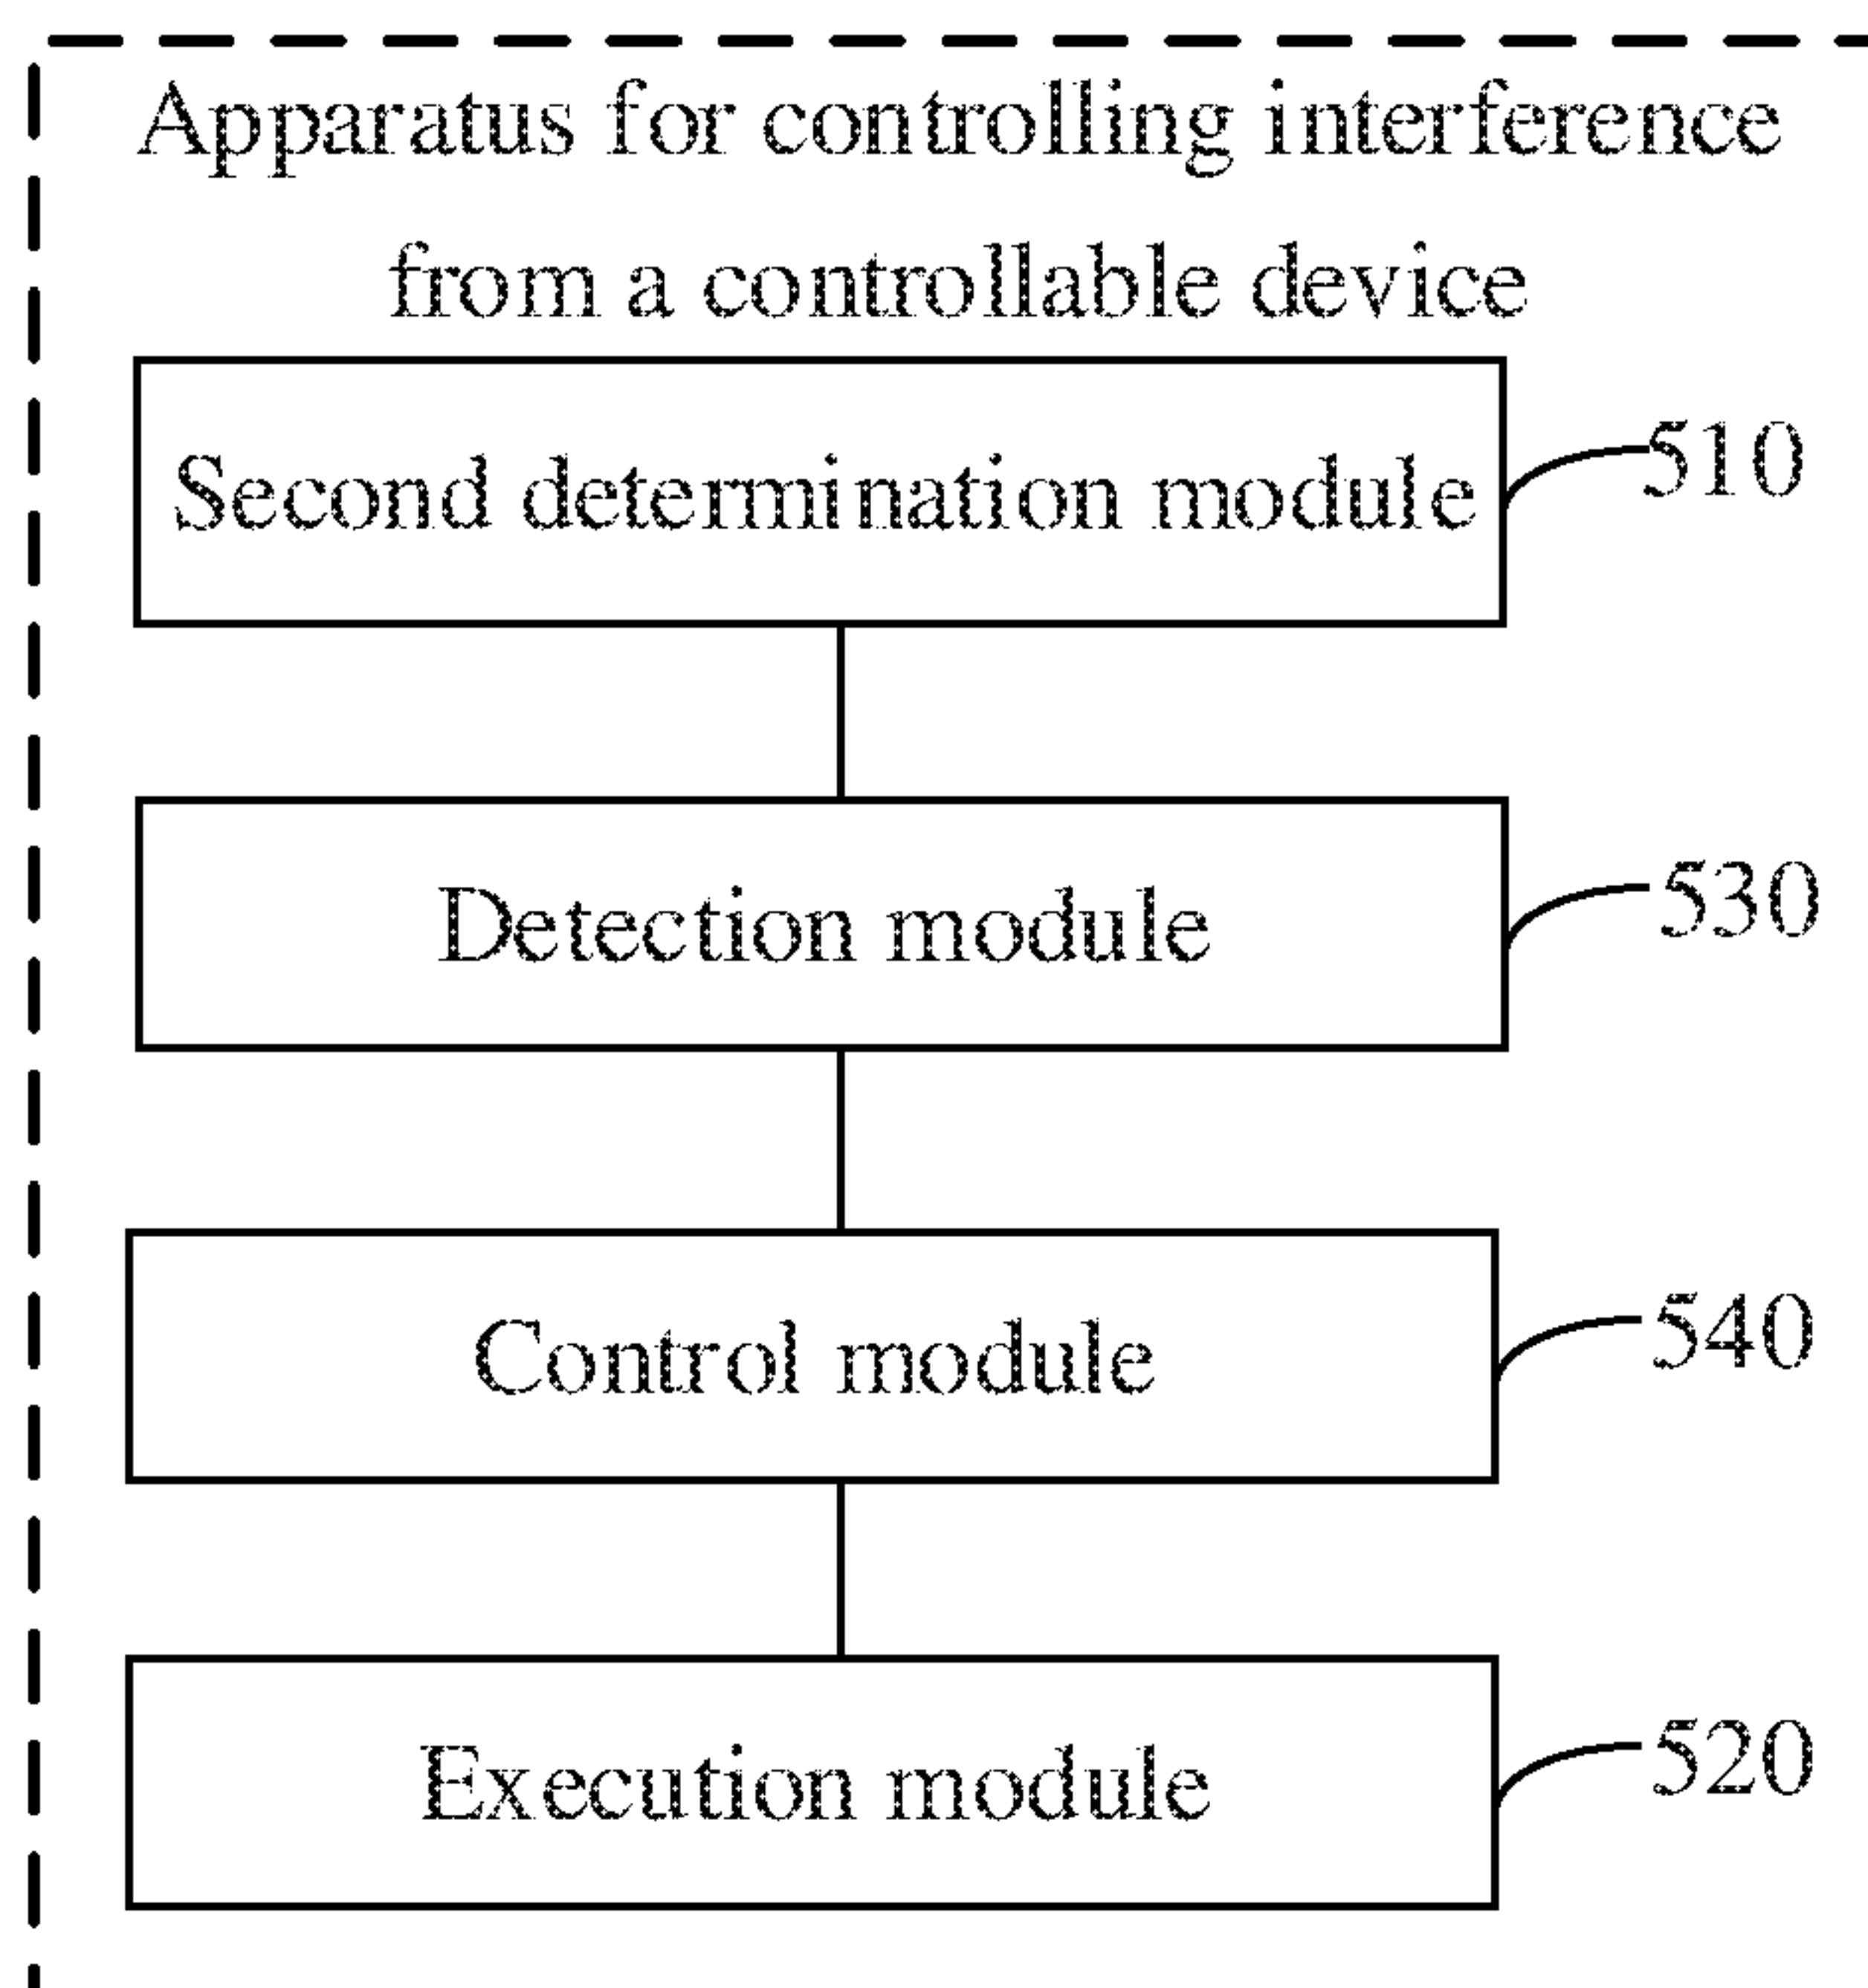 Apparatus for controlling interference
from a controllable device
Second determination module
510
Detection module
530
Control module
540
Execution module
520